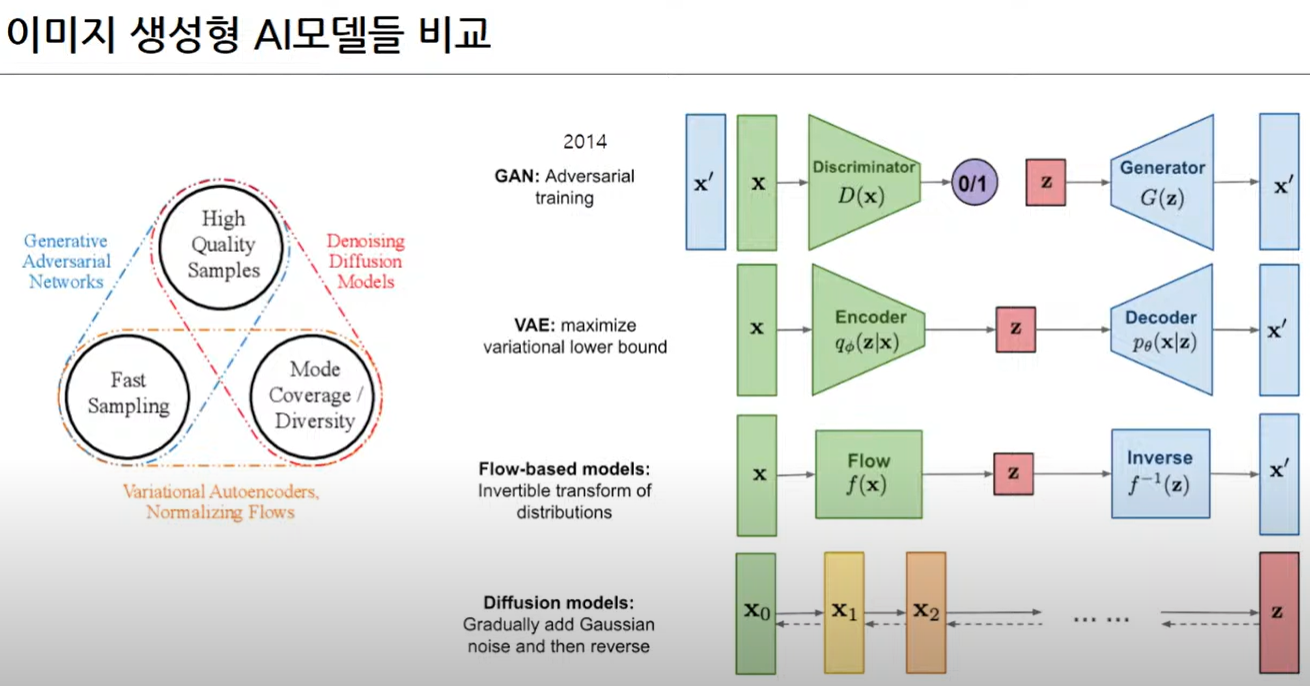 이미지 생성형 AI모델들 비교
High
Quality
Samples
Generative
Adversarial
Networks
Denoising
Diffusion
Models
Fast
Sampling
Mode
Coverage /
Diversity
Variational Autoencoders,
Normalizing Flows
2014
GAN: Adversarial
training
x′
x
Discriminator
D(x)
0/1
z
Generator
G(z)
x′
VAE: maximize
variational lower bound
x
Encoder
qϕ(z|x)
z
Decoder
pθ(x|z)
x′
Flow-based models:
Invertible transform of
distributions
x
Flow
f(x)
z
Inverse
f⁻¹(z)
x′
Diffusion models:
Gradually add Gaussian
noise and then reverse
x₀
x₁
x₂
... ...
z